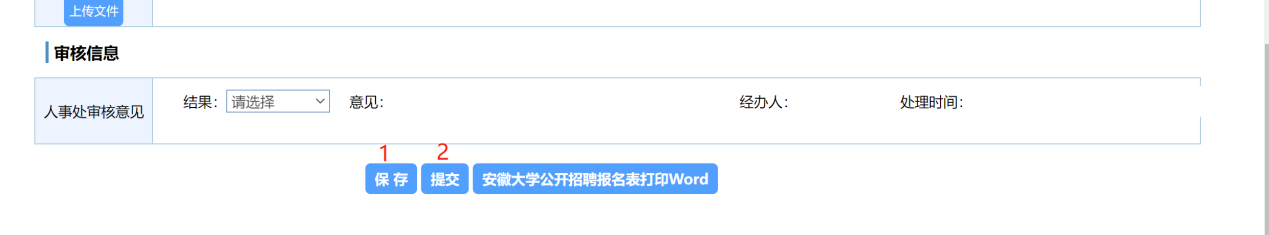 上传文件
审核信息
人事处审核意见 结果： 请选择 意见： 经办人： 处理时间：
1 2
保 存 提交 安徽大学公开招聘报名表打印Word